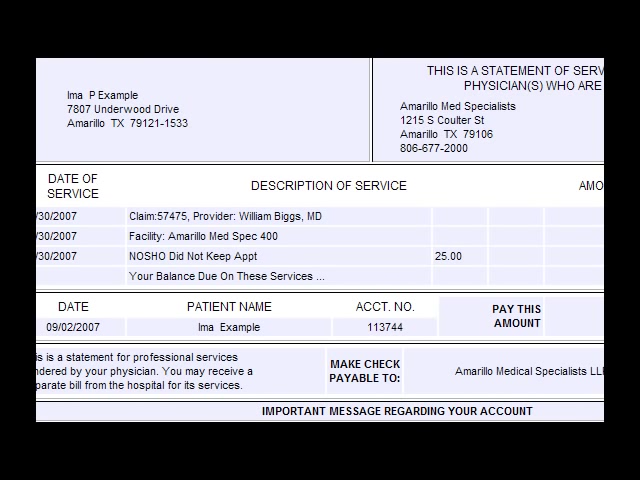 THIS IS A STATEMENT OF SERV
PHYSICIAN(S) WHO ARE
Ima P Example
7807 Underwood Drive
Amarillo TX 79121-1533
Amarillo Med Specialists
1215 S Coulter St
Amarillo TX 79106
806-677-2000
DATE OF SERVICE DESCRIPTION OF SERVICE AMO
/30/2007 Claim:57475, Provider: William Biggs, MD
/30/2007 Facility: Amarillo Med Spec 400
/30/2007 NOSHO Did Not Keep Appt 25.00
Your Balance Due On These Services ...
DATE PATIENT NAME ACCT. NO. PAY THIS AMOUNT
09/02/2007 Ima Example 113744
is is a statement for professional services
ndered by your physician. You may receive a
parate bill from the hospital for its services.
MAKE CHECK
PAYABLE TO:
Amarillo Medical Specialists LL
IMPORTANT MESSAGE REGARDING YOUR ACCOUNT